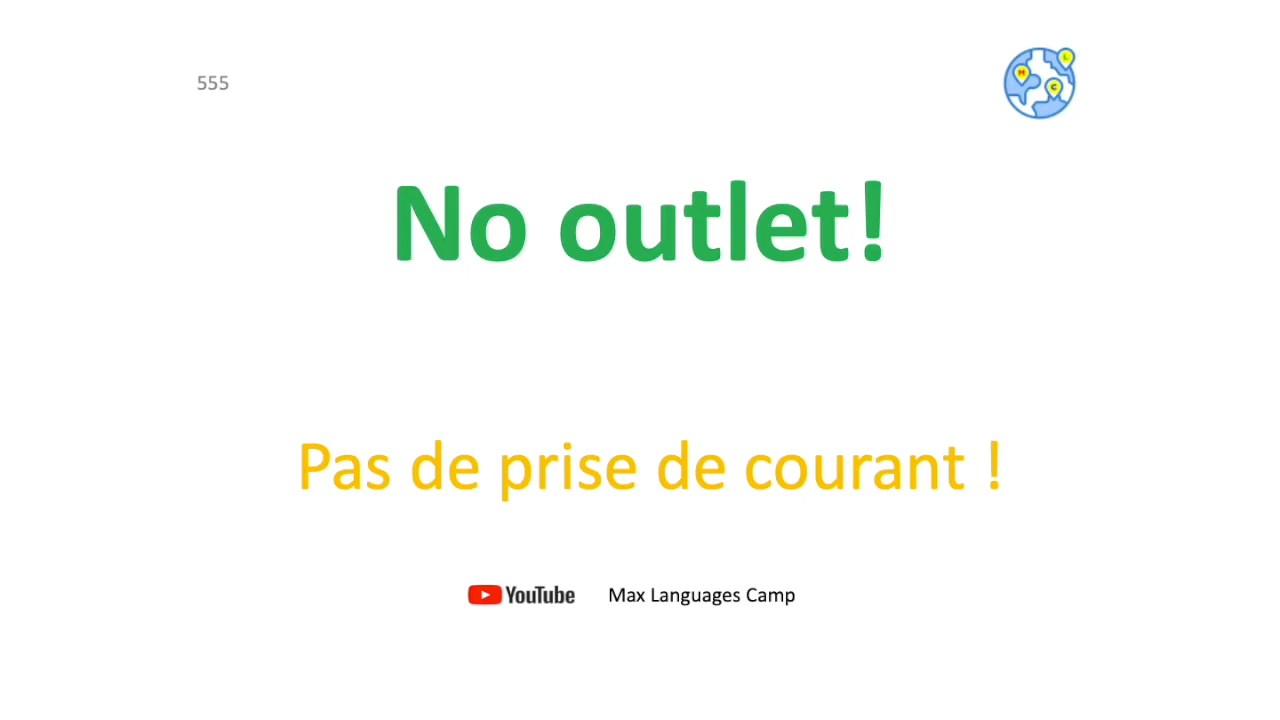 555
L
M
C
No outlet!
Pas de prise de courant !
YouTube Max Languages Camp